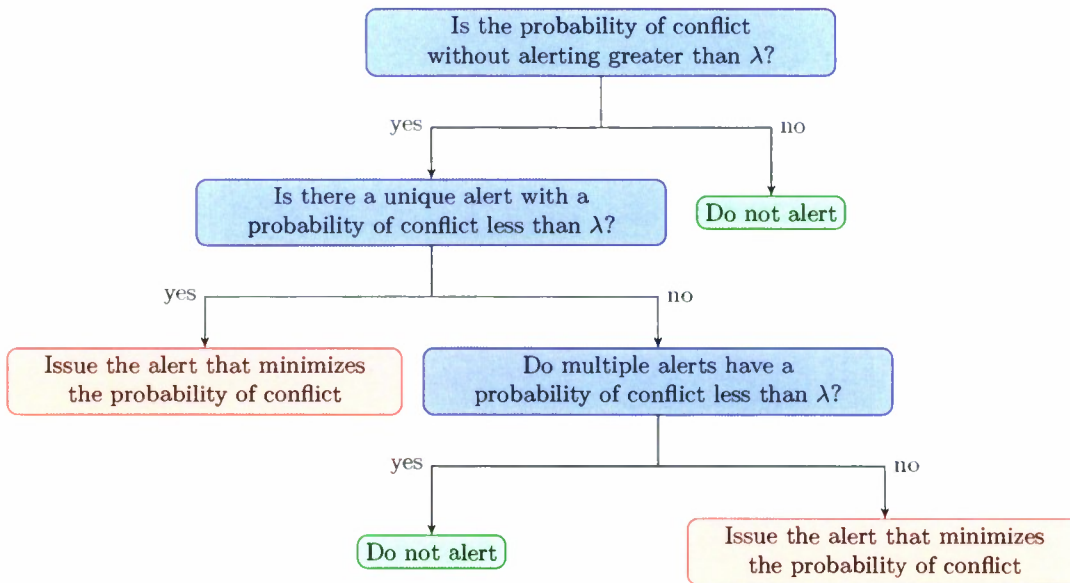 Is the probability of conflict
without alerting greater than λ?
yes
no
Is there a unique alert with a
probability of conflict less than λ?
Do not alert
yes
no
Issue the alert that minimizes
the probability of conflict
Do multiple alerts have a
probability of conflict less than λ?
yes
no
Do not alert
Issue the alert that minimizes
the probability of conflict